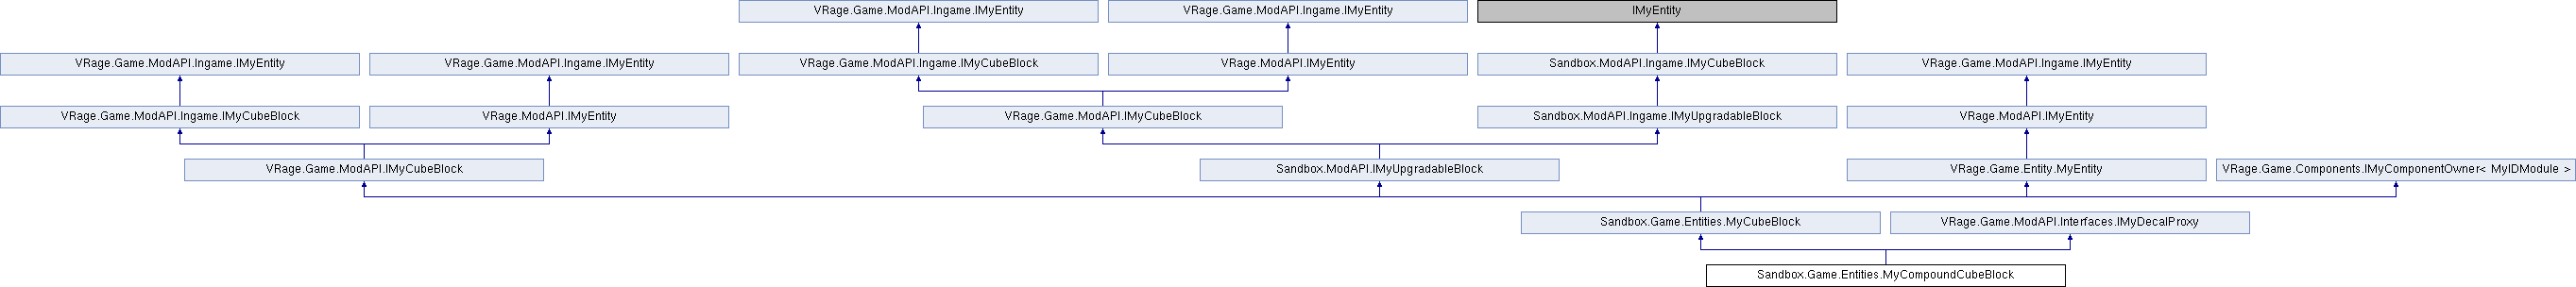 VRage.Game.ModAPI.Ingame.IMyEntity
VRage.Game.ModAPI.Ingame.IMyEntity
IMyEntity
VRage.Game.ModAPI.Ingame.IMyEntity
VRage.Game.ModAPI.Ingame.IMyEntity
VRage.Game.ModAPI.Ingame.IMyCubeBlock
VRage.ModAPI.IMyEntity
Sandbox.ModAPI.Ingame.IMyCubeBlock
VRage.Game.ModAPI.Ingame.IMyEntity
VRage.Game.ModAPI.Ingame.IMyCubeBlock
VRage.ModAPI.IMyEntity
VRage.Game.ModAPI.IMyCubeBlock
Sandbox.ModAPI.Ingame.IMyUpgradableBlock
VRage.ModAPI.IMyEntity
VRage.Game.ModAPI.IMyCubeBlock
Sandbox.ModAPI.IMyUpgradableBlock
VRage.Game.Entity.MyEntity
VRage.Game.Components.IMyComponentOwner< MyIDModule >
Sandbox.Game.Entities.MyCubeBlock
VRage.Game.ModAPI.Interfaces.IMyDecalProxy
Sandbox.Game.Entities.MyCompoundCubeBlock